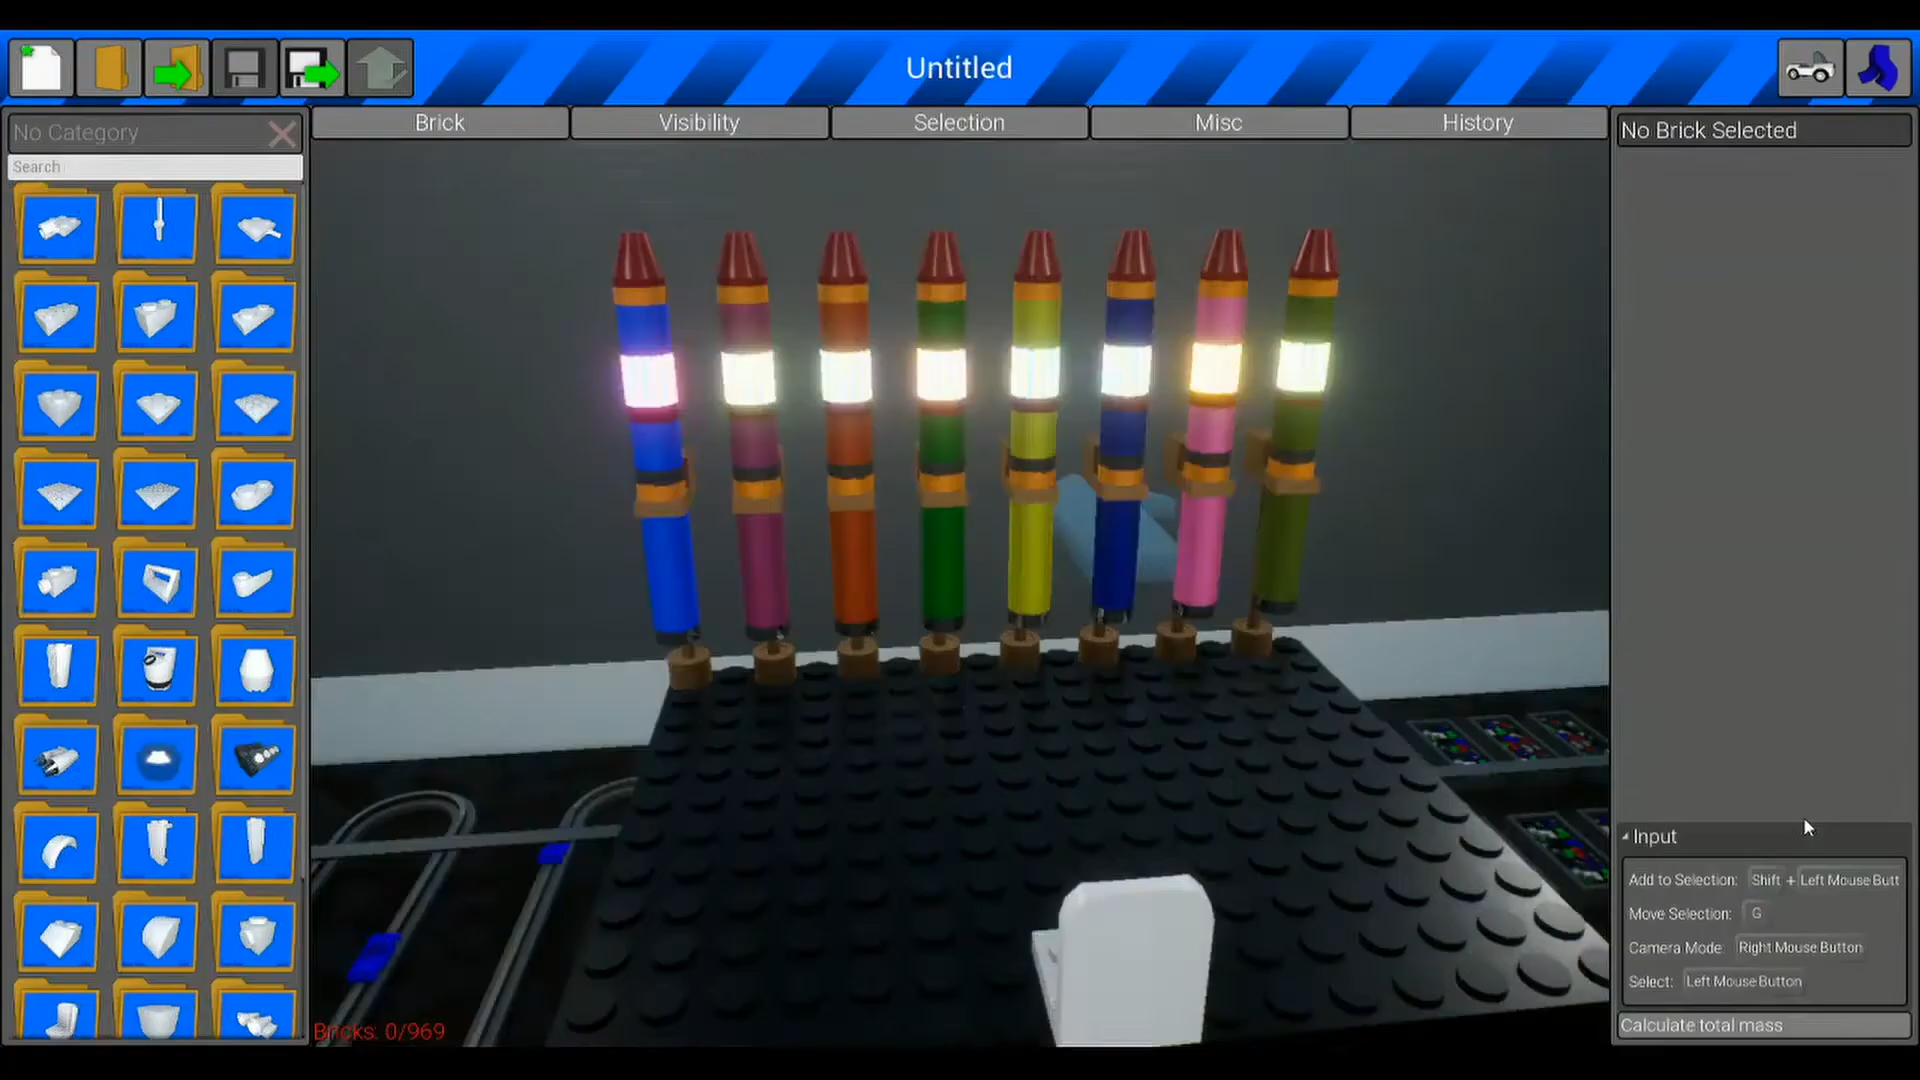 Untitled
No Category
Search
Brick
Visibility
Selection
Misc
History
No Brick Selected
Input
Add to Selection: Shift + Left Mouse Butt
Move Selection: G
Camera Mode: Right Mouse Button
Select: Left Mouse Button
Calculate total mass
Bricks: 0/969